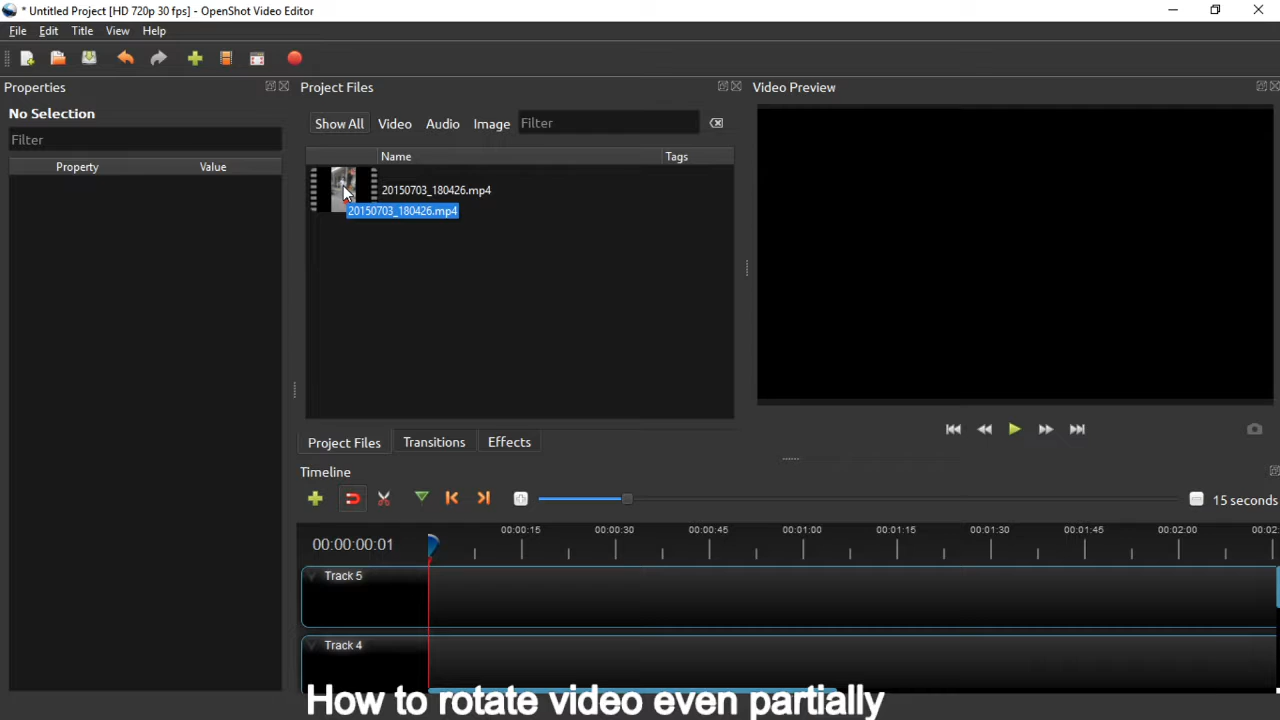 * Untitled Project [HD 720p 30 fps] - OpenShot Video Editor
File Edit Title View Help
Properties
Project Files
Video Preview
No Selection
Filter
Property Value
Show All Video Audio Image Filter
Name Tags
20150703_180426.mp4
20150703_180426.mp4
Project Files Transitions Effects
Timeline
15 seconds
00:00:00:01
00:00:15 00:00:30 00:00:45 00:01:00 00:01:15 00:01:30 00:01:45 00:02:00 00:02:
Track 5
Track 4
How to rotate video even partially